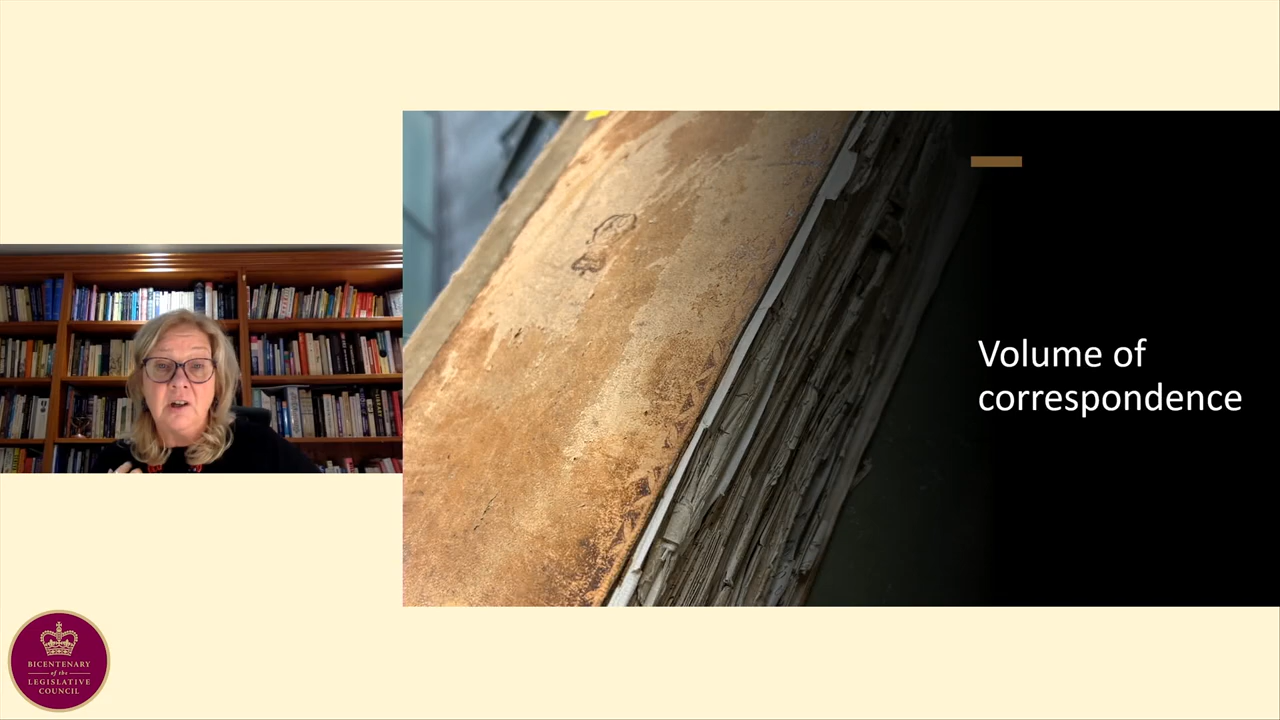 Volume of
correspondence
BICENTENARY
of the
LEGISLATIVE
COUNCIL